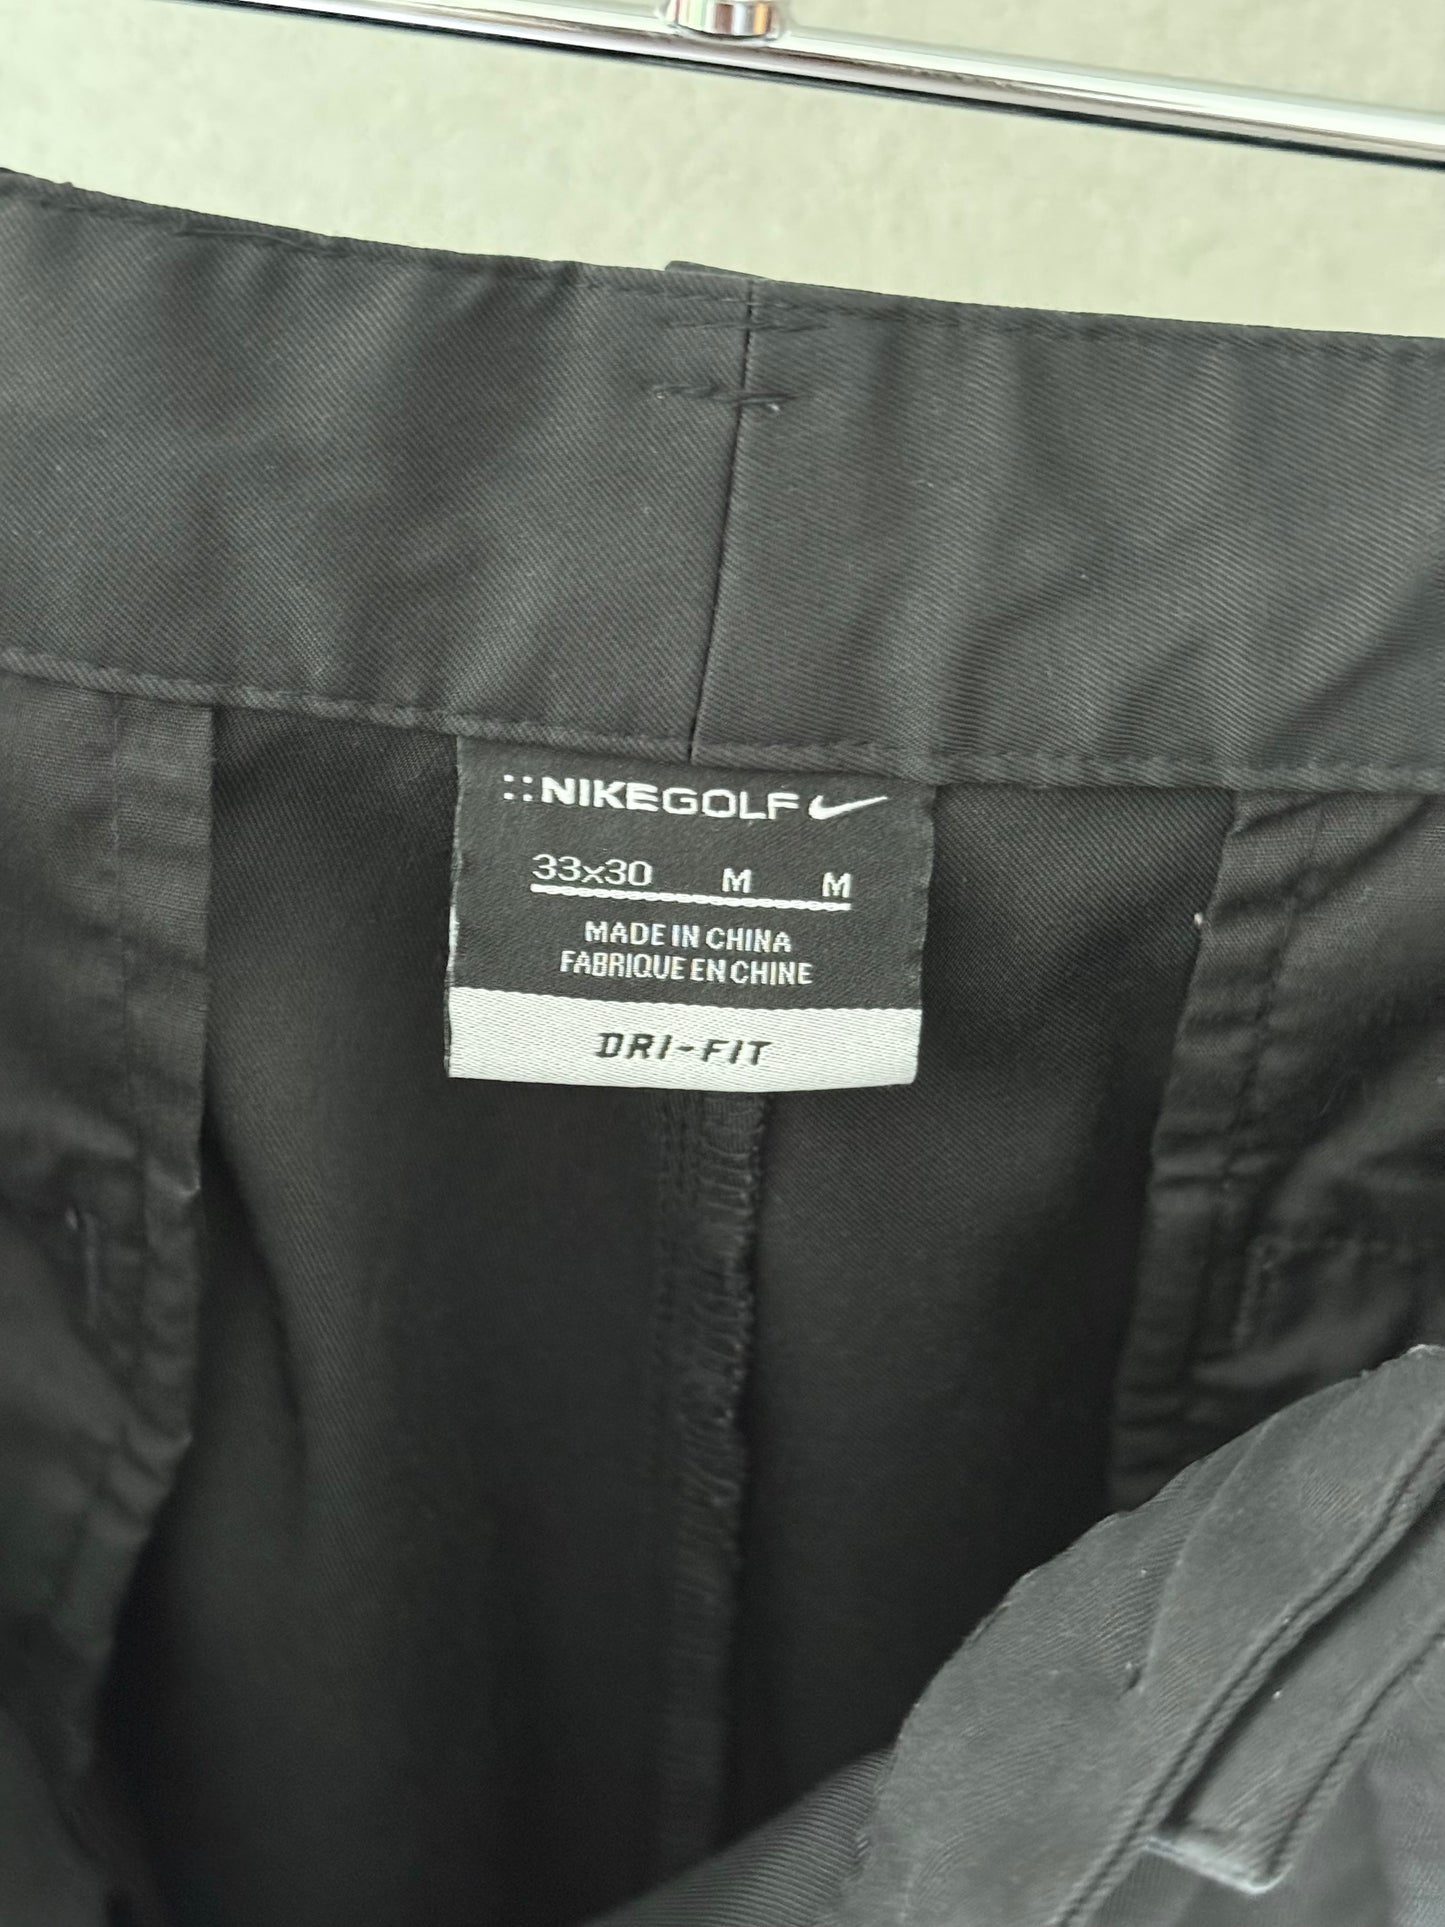 ::NIKEGOLF
33x30 M M
MADE IN CHINA
FABRIQUE EN CHINE
DRI-FIT